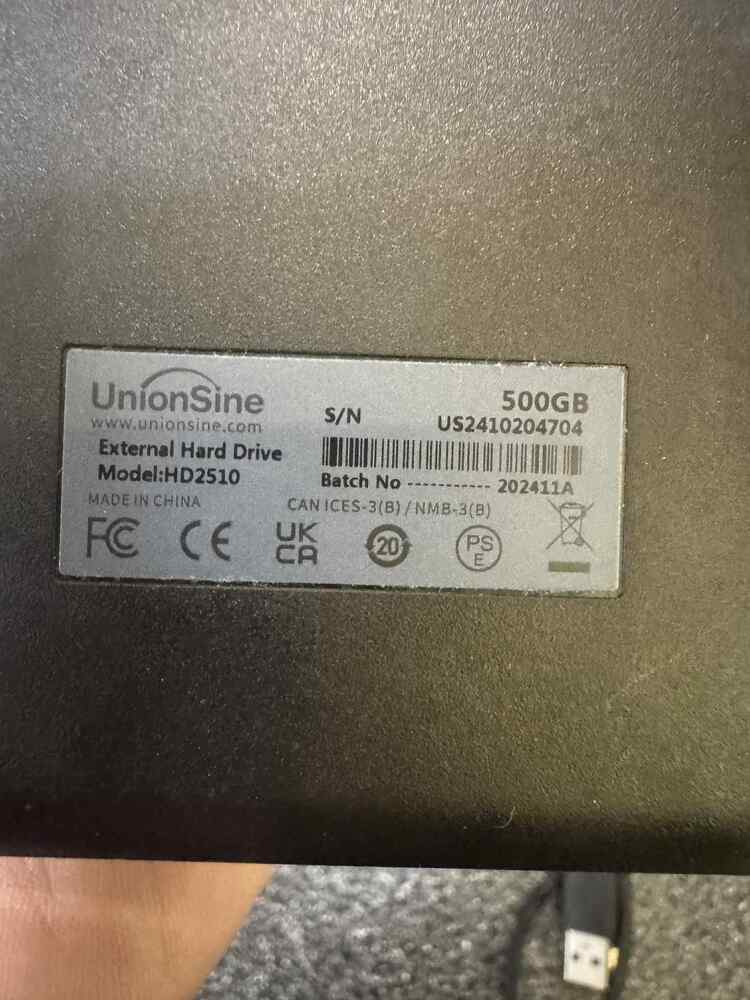 UnionSine
www.unionsine.com
External Hard Drive
Model:HD2510
MADE IN CHINA
500GB
S/N US2410204704
Batch No ----------- 202411A
CAN ICES-3(B) / NMB-3(B)
FC CE UK CA 20 PS E